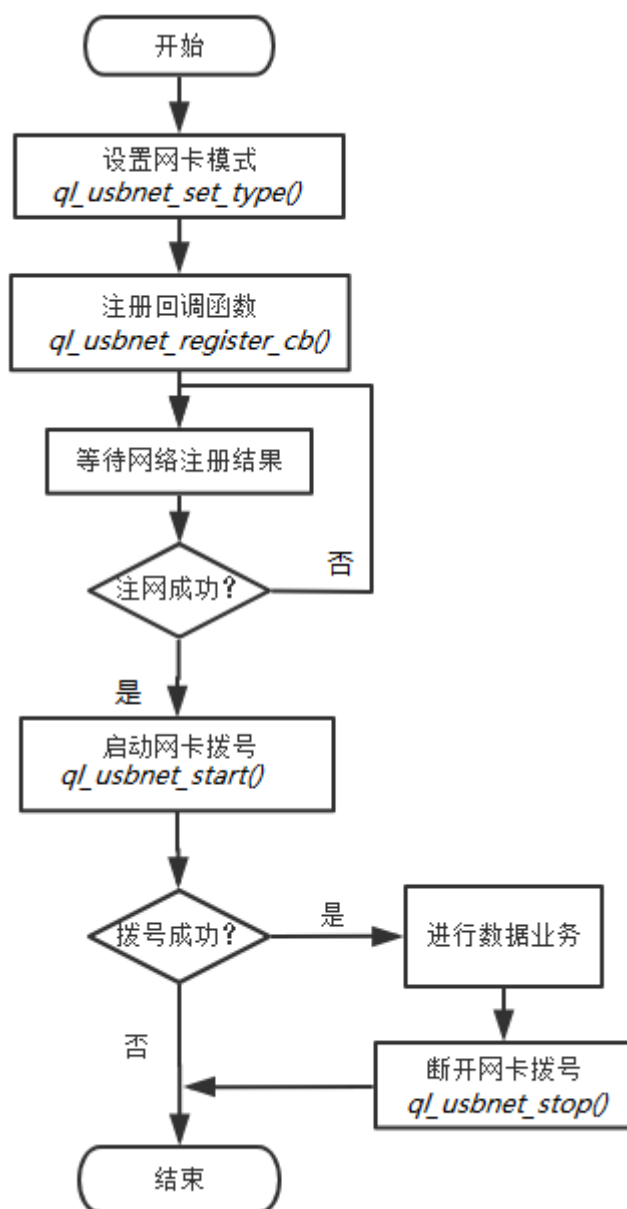 开始
设置网卡模式
ql_usbnet_set_type()
注册回调函数
ql_usbnet_register_cb()
等待网络注册结果
注网成功?
否
是
启动网卡拨号
ql_usbnet_start()
拨号成功?
是
进行数据业务
否
断开网卡拨号
ql_usbnet_stop()
结束